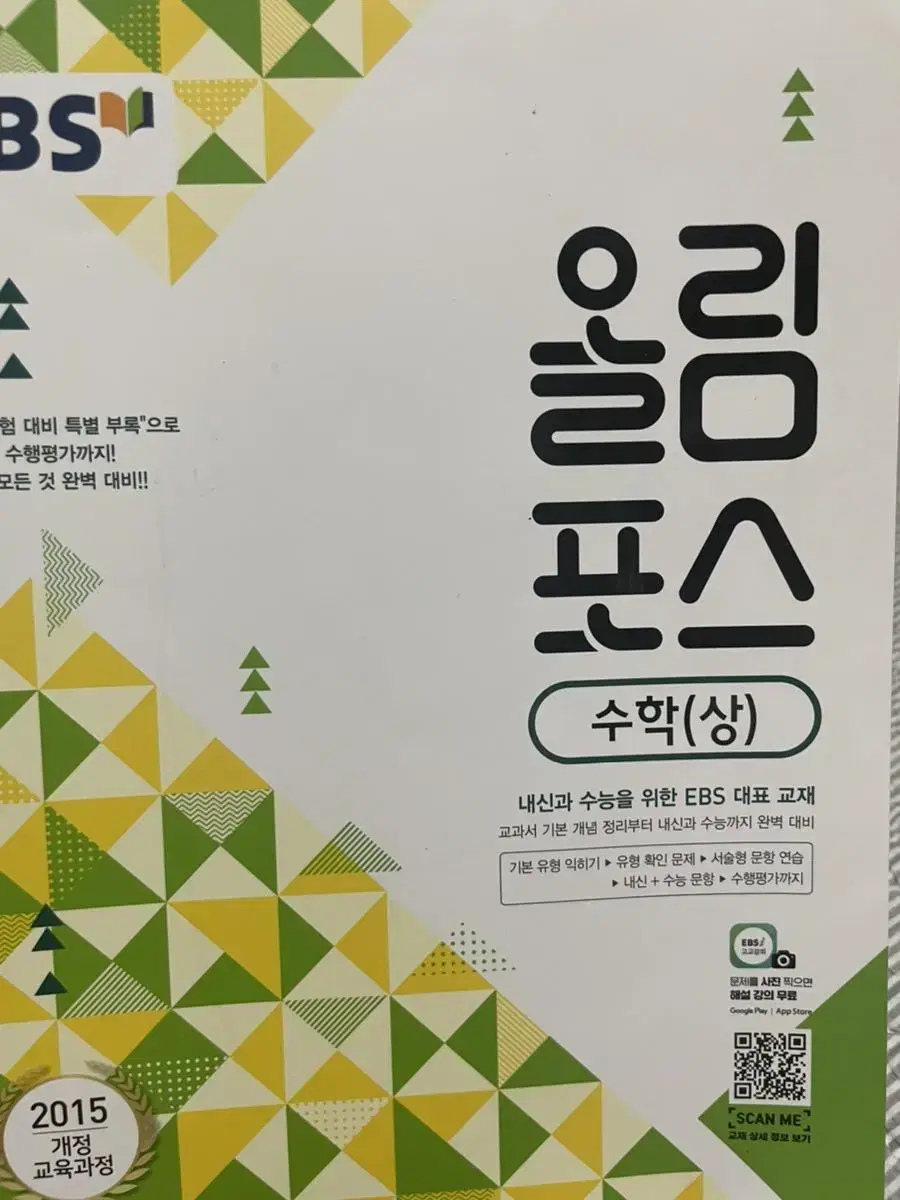 BS
올림
포스
수학(상)
험 대비 특별 부록"으로
수행평가까지!
모든 것 완벽 대비!!
내신과 수능을 위한 EBS 대표 교재
교과서 기본 개념 정리부터 내신과 수능까지 완벽 대비
기본 유형 익히기 ▶ 유형 확인 문제 ▶ 서술형 문항 연습
▶ 내신 + 수능 문항 ▶ 수행평가까지
EBSi
고교강의
문제를 사진 찍으면
해설 강의 무료
Google Play | App Store
SCAN ME
교재 상세 정보 보기
2015
개정
교육과정